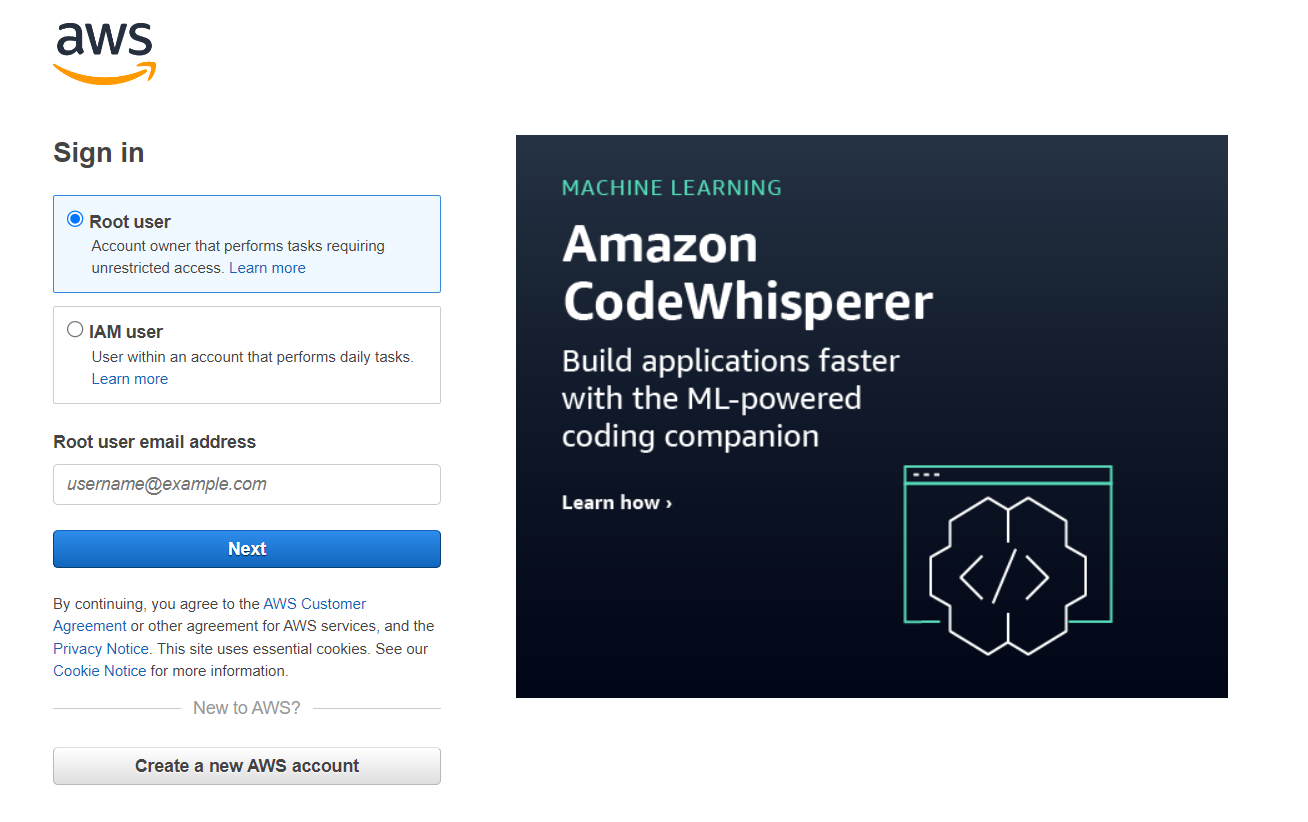 aws
Sign in
Root user
Account owner that performs tasks requiring
unrestricted access. Learn more
IAM user
User within an account that performs daily tasks.
Learn more
Root user email address
username@example.com
Next
By continuing, you agree to the AWS Customer
Agreement or other agreement for AWS services, and the
Privacy Notice. This site uses essential cookies. See our
Cookie Notice for more information.
New to AWS?
Create a new AWS account
MACHINE LEARNING
Amazon
CodeWhisperer
Build applications faster
with the ML-powered
coding companion
Learn how ›